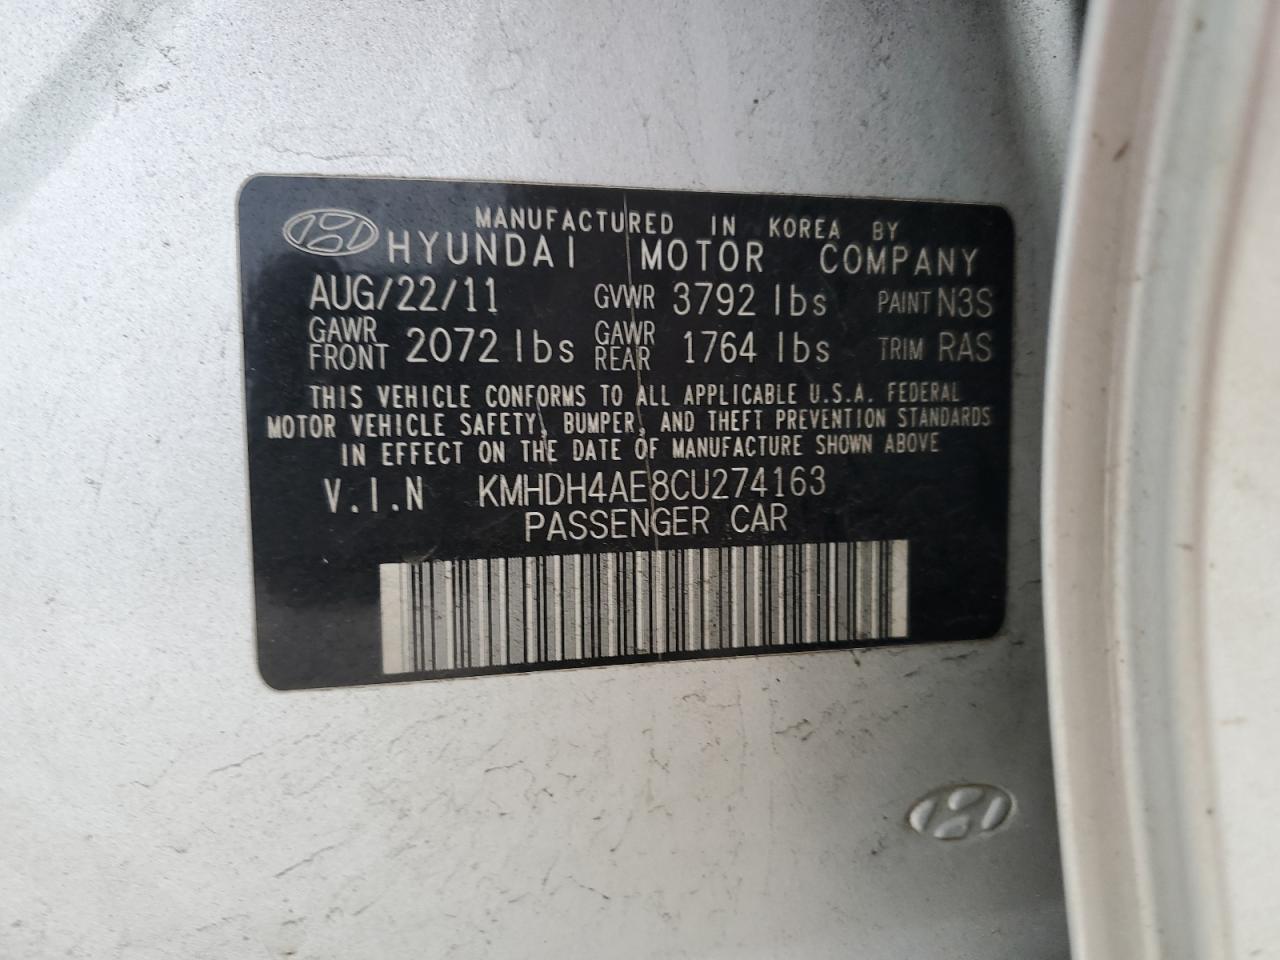 MANUFACTURED IN KOREA BY
HYUNDAI MOTOR COMPANY
AUG/22/11 GVWR 3792 lbs PAINT N3S
GAWR FRONT 2072 lbs GAWR REAR 1764 lbs TRIM RAS
THIS VEHICLE CONFORMS TO ALL APPLICABLE U.S.A. FEDERAL
MOTOR VEHICLE SAFETY, BUMPER, AND THEFT PREVENTION STANDARDS
IN EFFECT ON THE DATE OF MANUFACTURE SHOWN ABOVE
V.I.N KMHDH4AE8CU274163
PASSENGER CAR